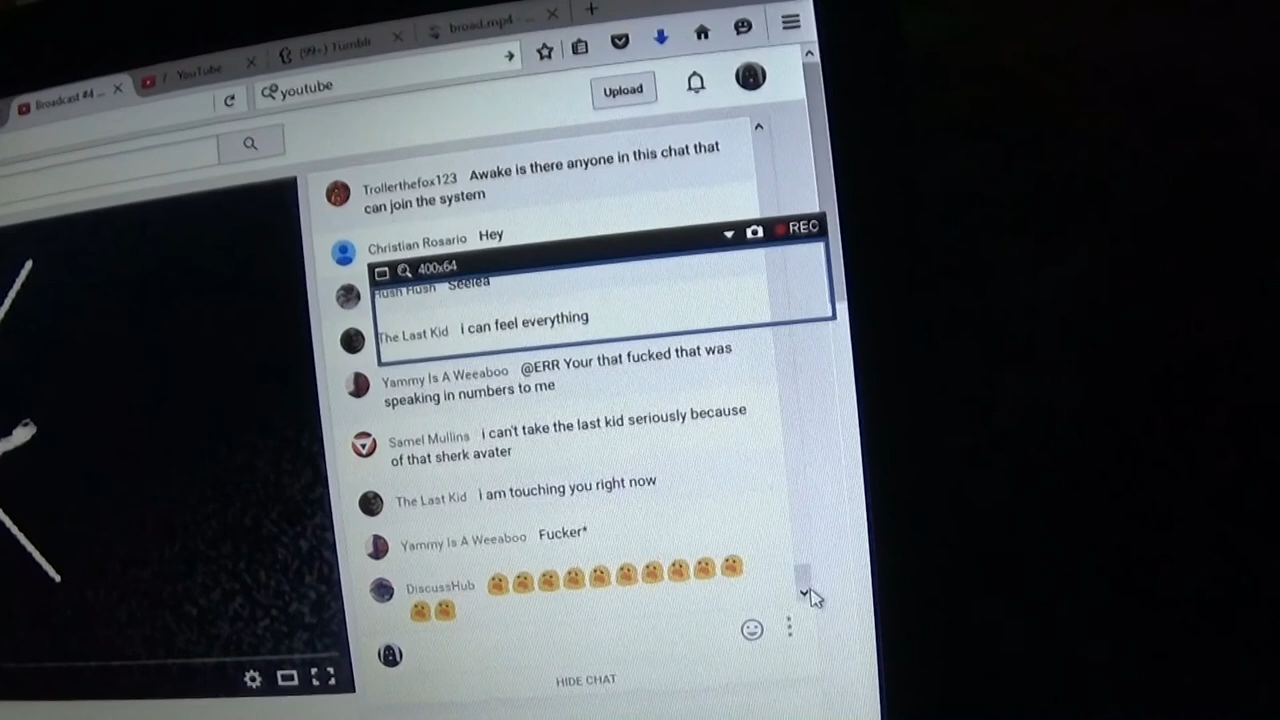 Broadcast #4 ...
YouTube
(99+) Tumblr
broad.mp4
youtube
Upload
Trollerthefox123 Awake is there anyone in this chat that
can join the system
Christian Rosario Hey
400x64
REC
Hush Hush Seelea
The Last Kid i can feel everything
Yammy Is A Weeaboo @ERR Your that fucked that was
speaking in numbers to me
Samel Mullins i can't take the last kid seriously because
of that sherk avater
The Last Kid I am touching you right now
Yammy Is A Weeaboo Fucker*
DiscussHub
HIDE CHAT